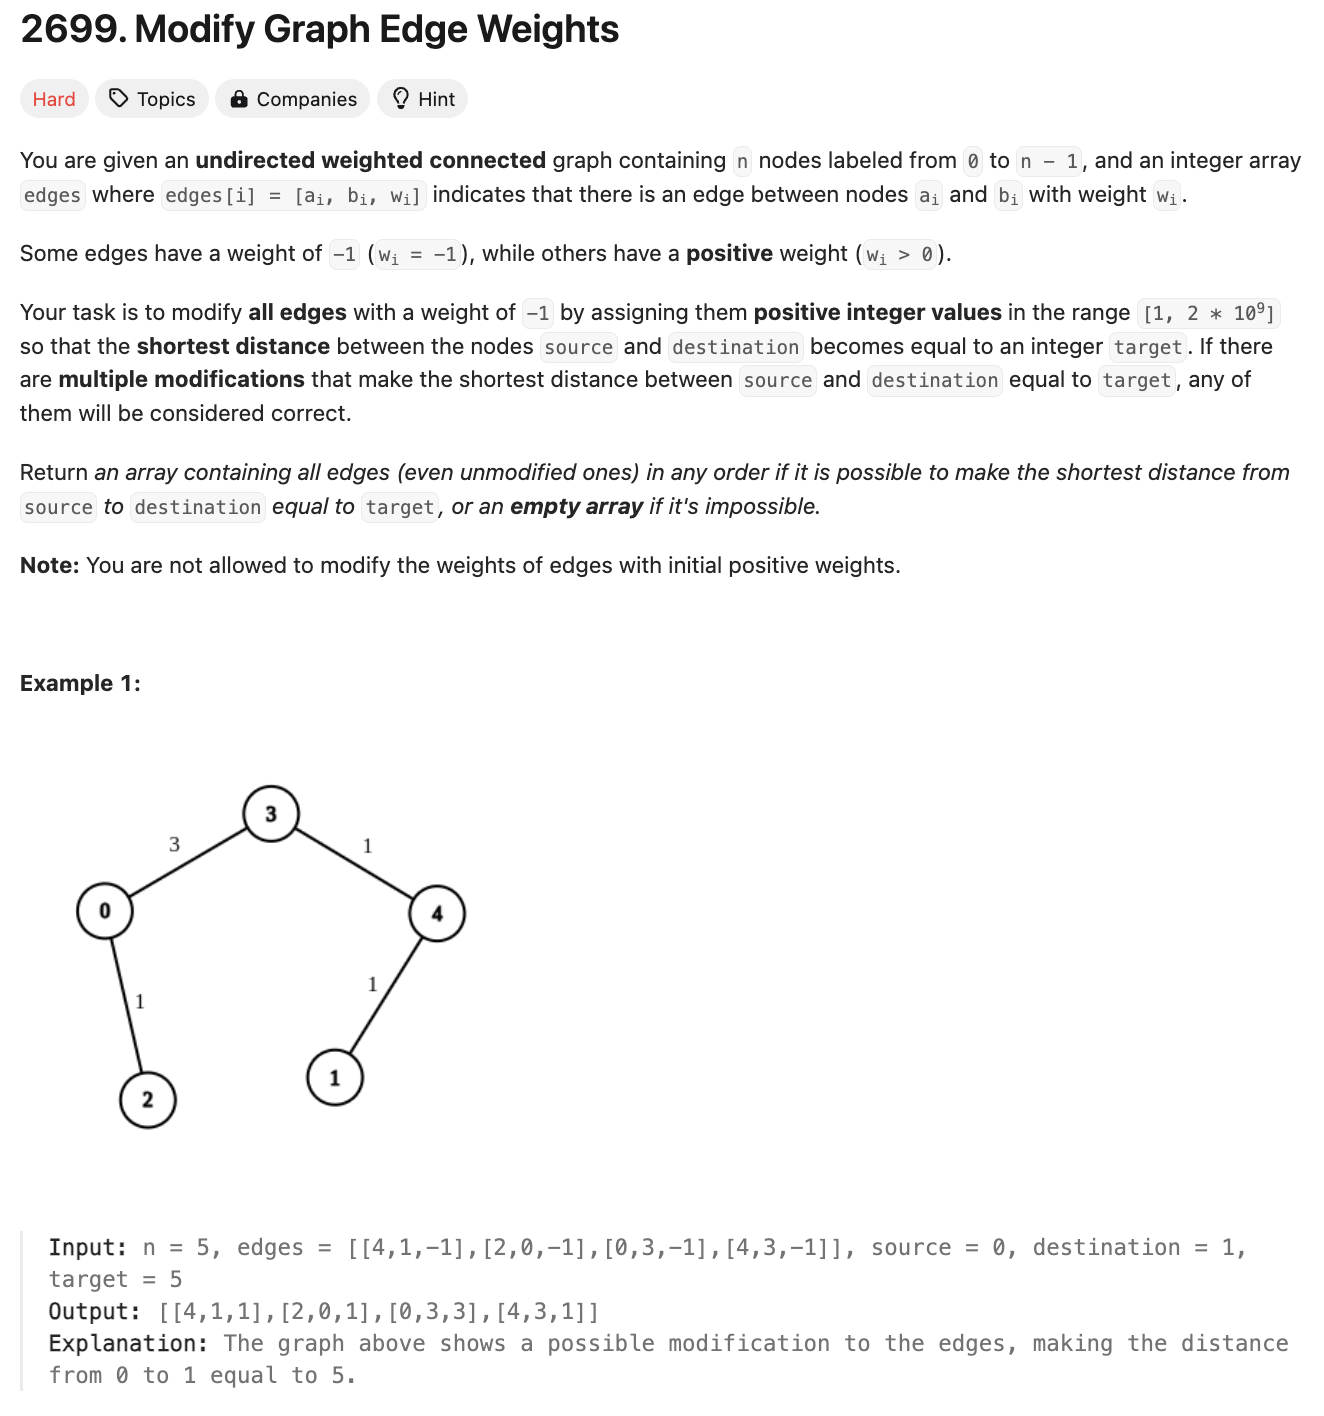 2699. Modify Graph Edge Weights
Hard Topics Companies Hint
You are given an undirected weighted connected graph containing n nodes labeled from 0 to n - 1, and an integer array
edges where edges[i] = [aᵢ, bᵢ, wᵢ] indicates that there is an edge between nodes aᵢ and bᵢ with weight wᵢ.
Some edges have a weight of -1 (wᵢ = -1), while others have a positive weight (wᵢ > 0).
Your task is to modify all edges with a weight of -1 by assigning them positive integer values in the range [1, 2 * 10⁹]
so that the shortest distance between the nodes source and destination becomes equal to an integer target. If there
are multiple modifications that make the shortest distance between source and destination equal to target, any of
them will be considered correct.
Return an array containing all edges (even unmodified ones) in any order if it is possible to make the shortest distance from
source to destination equal to target, or an empty array if it's impossible.
Note: You are not allowed to modify the weights of edges with initial positive weights.
Example 1:
3
3
1
0
4
1
1
1
2
Input: n = 5, edges = [[4,1,-1],[2,0,-1],[0,3,-1],[4,3,-1]], source = 0, destination = 1,
target = 5
Output: [[4,1,1],[2,0,1],[0,3,3],[4,3,1]]
Explanation: The graph above shows a possible modification to the edges, making the distance
from 0 to 1 equal to 5.